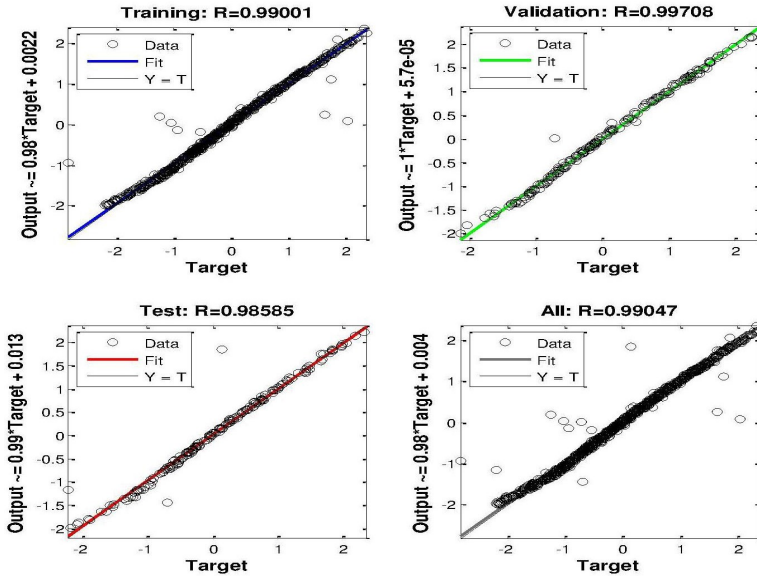 Training: R=0.99001
Output ~= 0.98*Target + 0.0022
2
1
0
-1
-2
Data
Fit
Y = T
-2
-1
0
1
2
Target
Validation: R=0.99708
Output ~= 1*Target + 5.7e-05
2
1.5
1
0.5
0
-0.5
-1
-1.5
-2
Data
Fit
Y = T
-2
-1
0
1
2
Target
Test: R=0.98585
Output ~= 0.99*Target + 0.013
2
1.5
1
0.5
0
-0.5
-1
-1.5
-2
Data
Fit
Y = T
-2
-1
0
1
2
Target
All: R=0.99047
Output ~= 0.98*Target + 0.004
2
1
0
-1
-2
Data
Fit
Y = T
-2
-1
0
1
2
Target